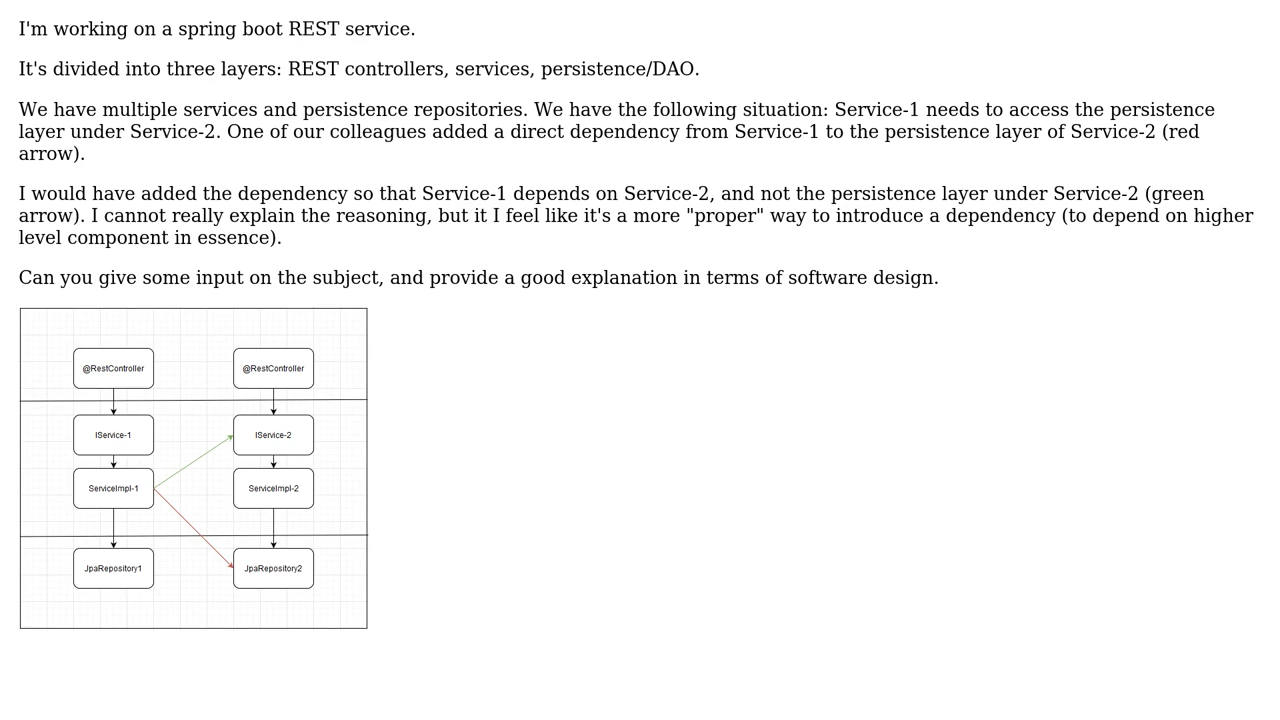 I'm working on a spring boot REST service.
It's divided into three layers: REST controllers, services, persistence/DAO.
We have multiple services and persistence repositories. We have the following situation: Service-1 needs to access the persistence
layer under Service-2. One of our colleagues added a direct dependency from Service-1 to the persistence layer of Service-2 (red
arrow).
I would have added the dependency so that Service-1 depends on Service-2, and not the persistence layer under Service-2 (green
arrow). I cannot really explain the reasoning, but it I feel like it's a more "proper" way to introduce a dependency (to depend on higher
level component in essence).
Can you give some input on the subject, and provide a good explanation in terms of software design.
@RestController
@RestController
IService-1
IService-2
ServiceImpl-1
ServiceImpl-2
JpaRepository1
JpaRepository2